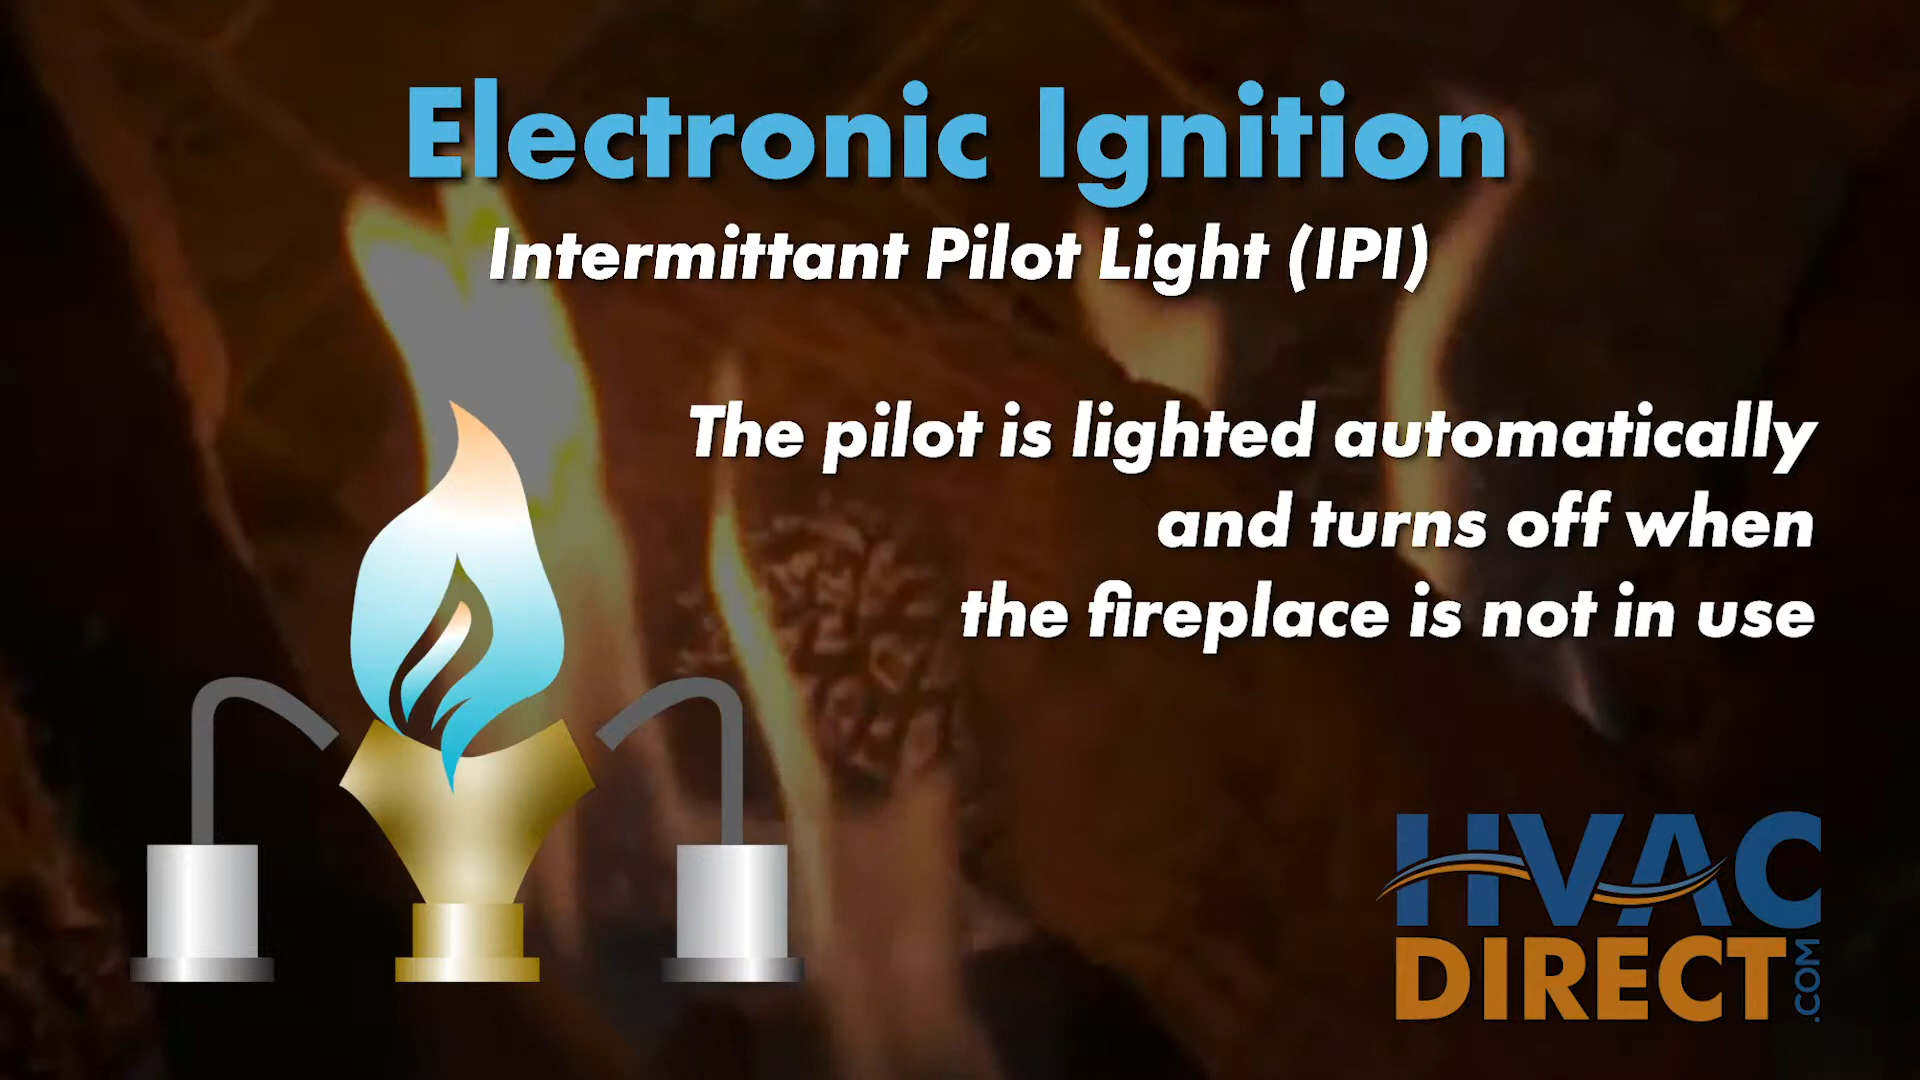 Electronic Ignition
Intermittant Pilot Light (IPI)
The pilot is lighted automatically
and turns off when
the fireplace is not in use
HVAC
DIRECT
.COM